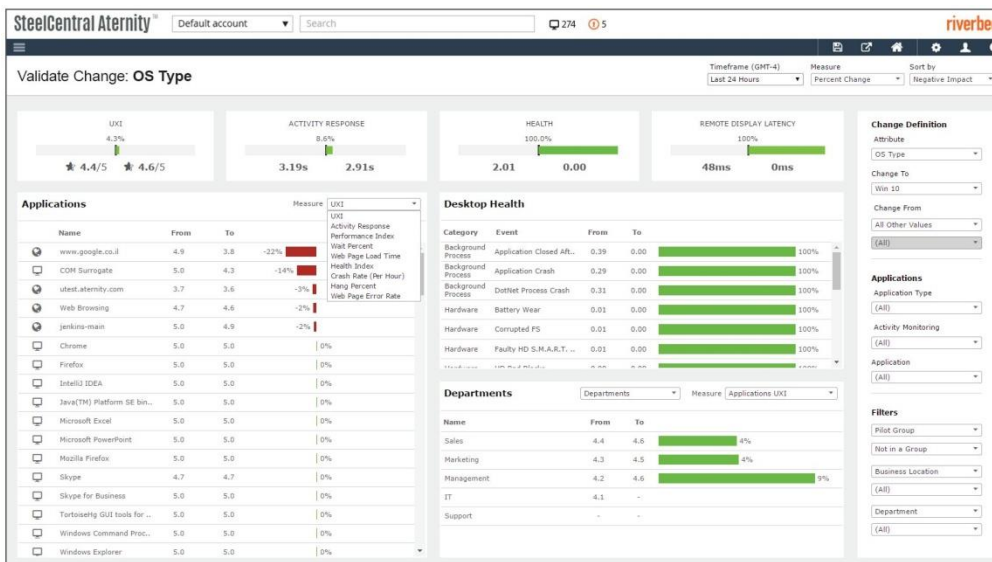 SteelCentral Aternity™ Default account Search 274 5 riverbe
Validate Change: OS Type
Timeframe (GMT-4) Measure Sort by
Last 24 Hours Percent Change Negative Impact
UXI
4.3%
4.4/5 4.6/5
ACTIVITY RESPONSE
8.6%
3.19s 2.91s
HEALTH
100.0%
2.01 0.00
REMOTE DISPLAY LATENCY
100%
48ms 0ms
Applications Measure UXI
UXI
Activity Response
Performance Index
Wait Percent
Web Page Load Time
Health Index
Crash Rate (Per Hour)
Hang Percent
Web Page Error Rate
Name From To
www.google.co.il 4.9 3.8 -22%
COM Surrogate 5.0 4.3 -14%
utest.aternity.com 3.7 3.6 -3%
Web Browsing 4.7 4.6 -2%
jenkins-main 5.0 4.9 -2%
Chrome 5.0 5.0 0%
Firefox 5.0 5.0 0%
IntelliJ IDEA 5.0 5.0 0%
Java(TM) Platform SE bin.. 5.0 5.0 0%
Microsoft Excel 5.0 5.0 0%
Microsoft PowerPoint 5.0 5.0 0%
Mozilla Firefox 5.0 5.0 0%
Skype 4.7 4.7 0%
Skype for Business 5.0 5.0 0%
TortoiseHg GUI tools for .. 5.0 5.0 0%
Windows Command Proc.. 5.0 5.0 0%
Windows Explorer 5.0 5.0 0%
Desktop Health
Category Event From To
Background Process Application Closed Aft.. 0.39 0.00 100%
Background Process Application Crash 0.29 0.00 100%
Background Process DotNet Process Crash 0.31 0.00 100%
Hardware Battery Wear 0.01 0.00 100%
Hardware Corrupted FS 0.01 0.00 100%
Hardware Faulty HD S.M.A.R.T. .. 0.01 0.00 100%
Departments Departments Measure Applications UXI
Name From To
Sales 4.4 4.6 4%
Marketing 4.3 4.5 4%
Management 4.2 4.6 9%
IT 4.1 -
Support - -
Change Definition
Attribute
OS Type
Change To
Win 10
Change From
All Other Values
(All)
Applications
Application Type
(All)
Activity Monitoring
(All)
Application
(All)
Filters
Pilot Group
Not in a Group
Business Location
(All)
Department
(All)